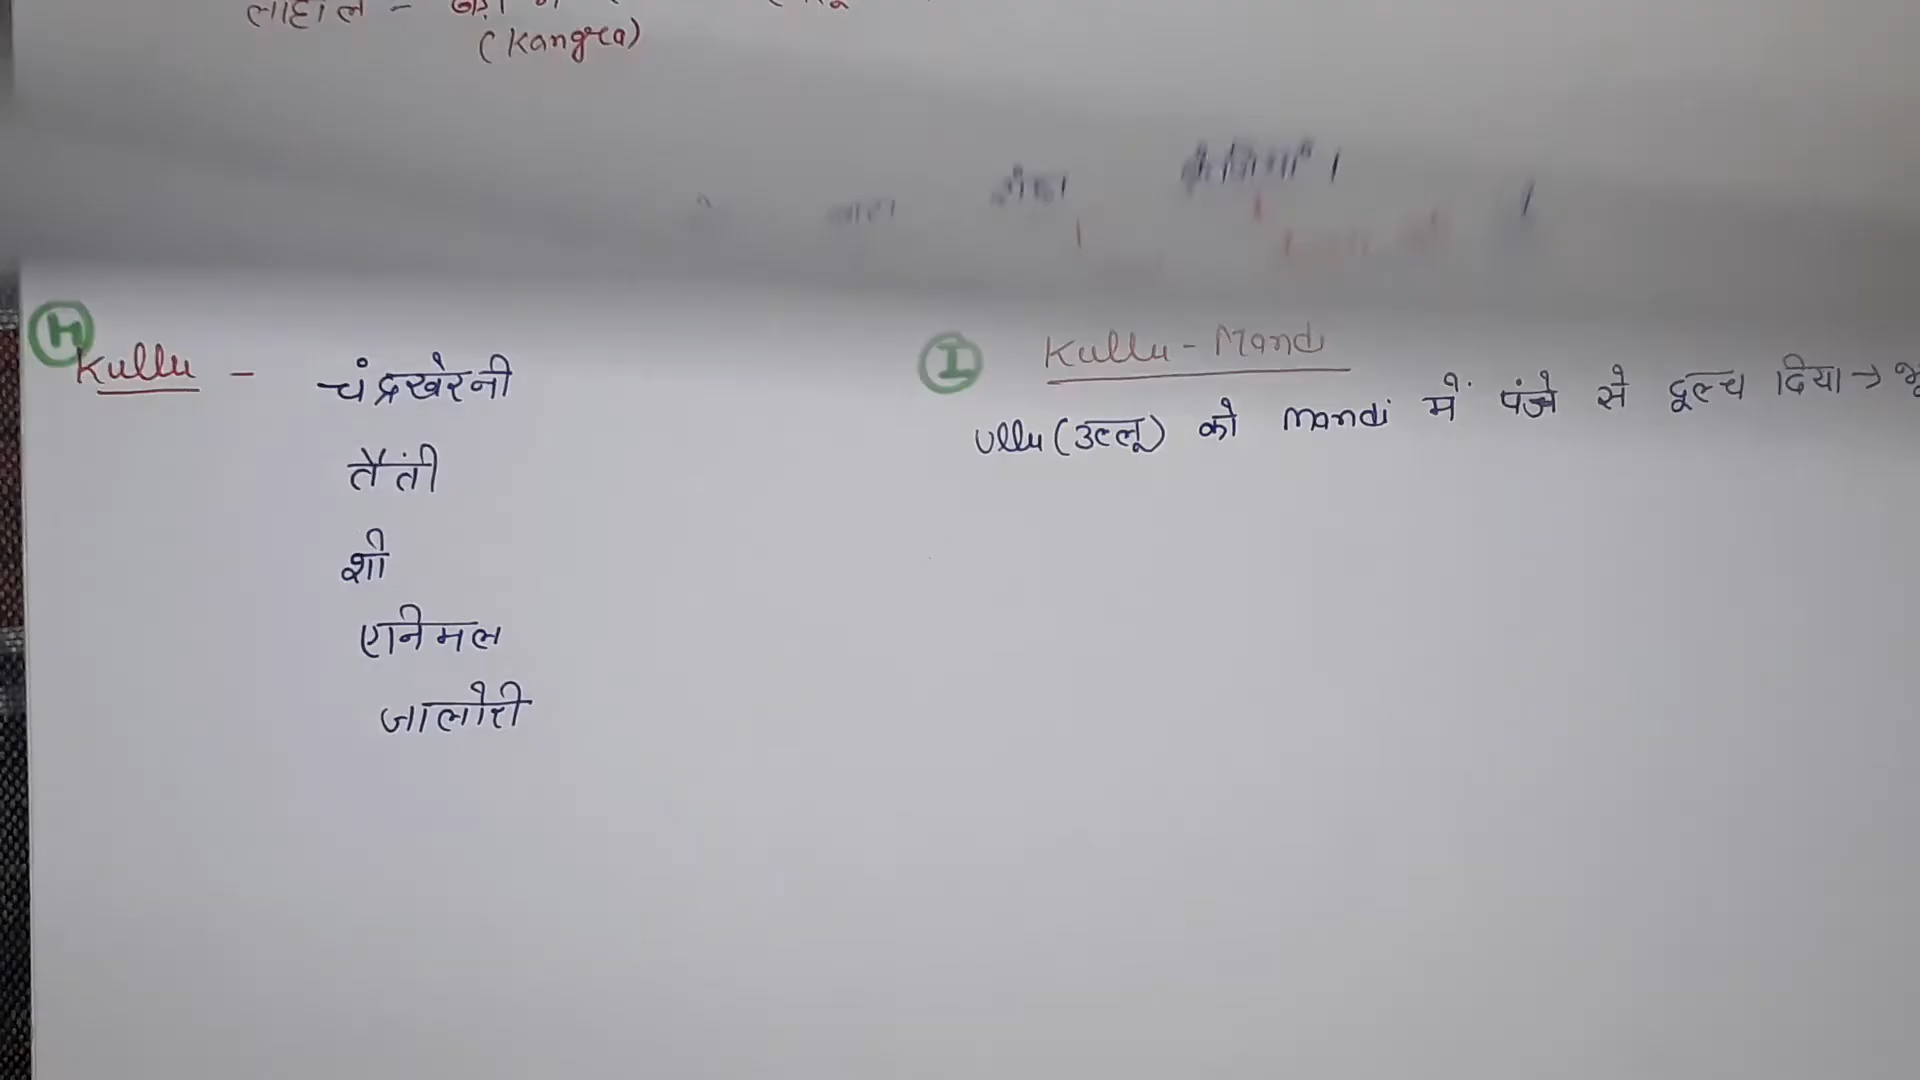 लाहौल -
(Kangra)
H
Kullu - चंद्रखेरनी
तैंती
शी
एनिमल
जालोरी
I Kullu - Mandi
Ullu (उल्लू) को mandi में पंजे से दूल्च दिया →